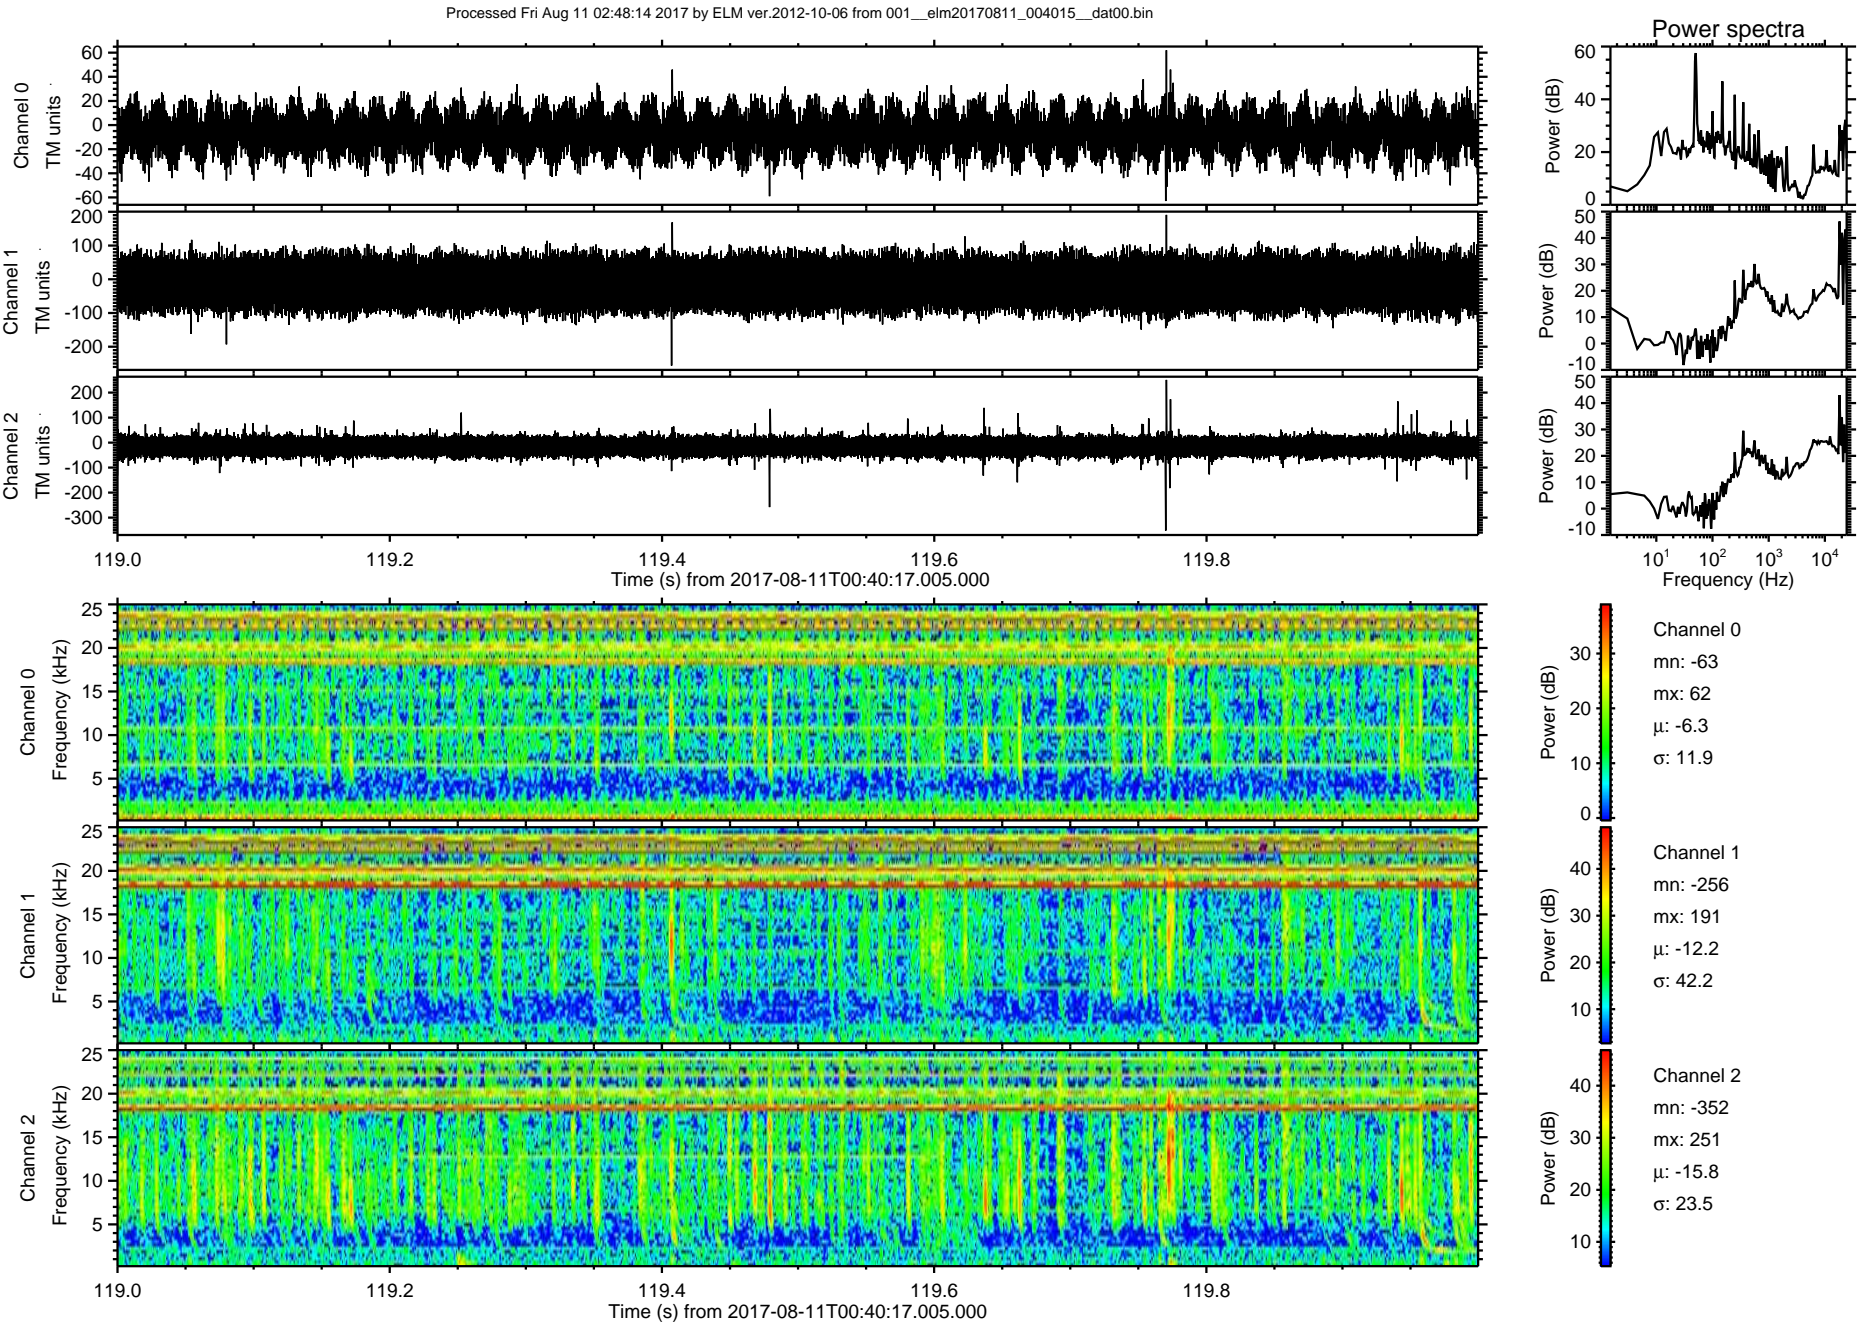 Processed Fri Aug 11 02:48:14 2017 by ELM ver.2012-10-06 from 001__elm20170811_004015__dat00.bin
Power spectra
Channel 0
TM units
60
40
20
0
-20
-40
-60
Power (dB)
60
40
20
0
Channel 1
TM units
200
100
0
-100
-200
Power (dB)
50
40
30
20
10
0
-10
Channel 2
TM units
200
100
0
-100
-200
-300
Power (dB)
50
40
30
20
10
0
-10
119.0 119.2 119.4 119.6 119.8
Time (s) from 2017-08-11T00:40:17.005.000
10^1 10^2 10^3 10^4
Frequency (Hz)
Channel 0
Frequency (kHz)
25
20
15
10
5
Power (dB)
30
20
10
0
Channel 0
mn: -63
mx: 62
μ: -6.3
σ: 11.9
Channel 1
Frequency (kHz)
25
20
15
10
5
Power (dB)
40
30
20
10
Channel 1
mn: -256
mx: 191
μ: -12.2
σ: 42.2
Channel 2
Frequency (kHz)
25
20
15
10
5
Power (dB)
40
30
20
10
Channel 2
mn: -352
mx: 251
μ: -15.8
σ: 23.5
119.0 119.2 119.4 119.6 119.8
Time (s) from 2017-08-11T00:40:17.005.000